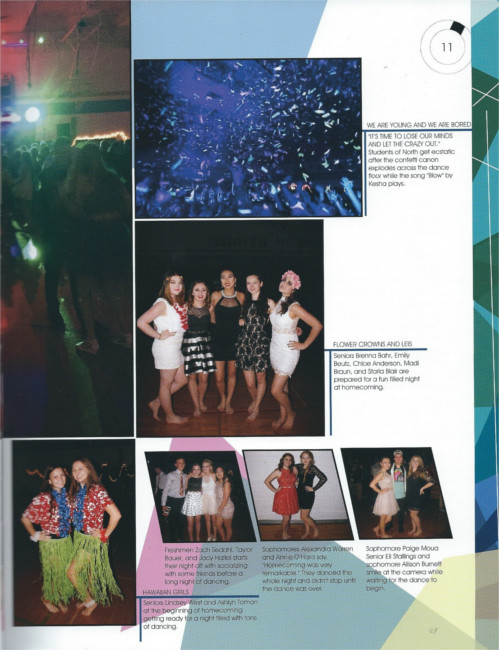 11
WE ARE YOUNG AND WE ARE BORED
"IT'S TIME TO LOSE OUR MINDS
AND LET THE CRAZY OUT."
Students of North get ecstatic
after the confetti canon
explodes across the dance
floor while the song "Blow" by
Kesha plays.
FLOWER CROWNS AND LEIS
Seniors Brenna Bahr, Emily
Beutz, Chloe Anderson, Madi
Braun, and Starla Blair are
prepared for a fun filled night
at homecoming.
Freshmen Zach Sedahl, Taylor
Bauer, and Jacy Hafla start
their night off with socializing
with some friends before a
long night of dancing.
Sophomores Alexandra Warren
and Annie O'Hara say,
"Homecoming was very
remarkable." They danced the
whole night and didn't stop until
the dance was over.
Sophomore Paige Moua
Senior Eli Stallings and
sophomore Allison Burnett
smile at the camera while
waiting for the dance to
begin.
HAWAIIAN GIRLS
Seniors Lindsey West and Ashlyn Toman
at the beginning of homecoming
getting ready for a night filled with tons
of dancing.